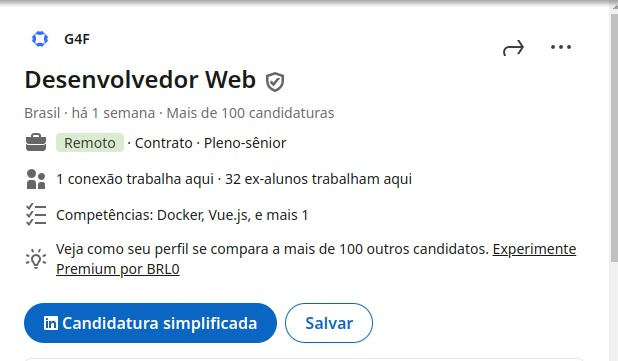 G4F
Desenvolvedor Web
Brasil · há 1 semana · Mais de 100 candidaturas
Remoto · Contrato · Pleno-sênior
1 conexão trabalha aqui · 32 ex-alunos trabalham aqui
Competências: Docker, Vue.js, e mais 1
Veja como seu perfil se compara a mais de 100 outros candidatos. Experimente
Premium por BRL0
in Candidatura simplificada
Salvar